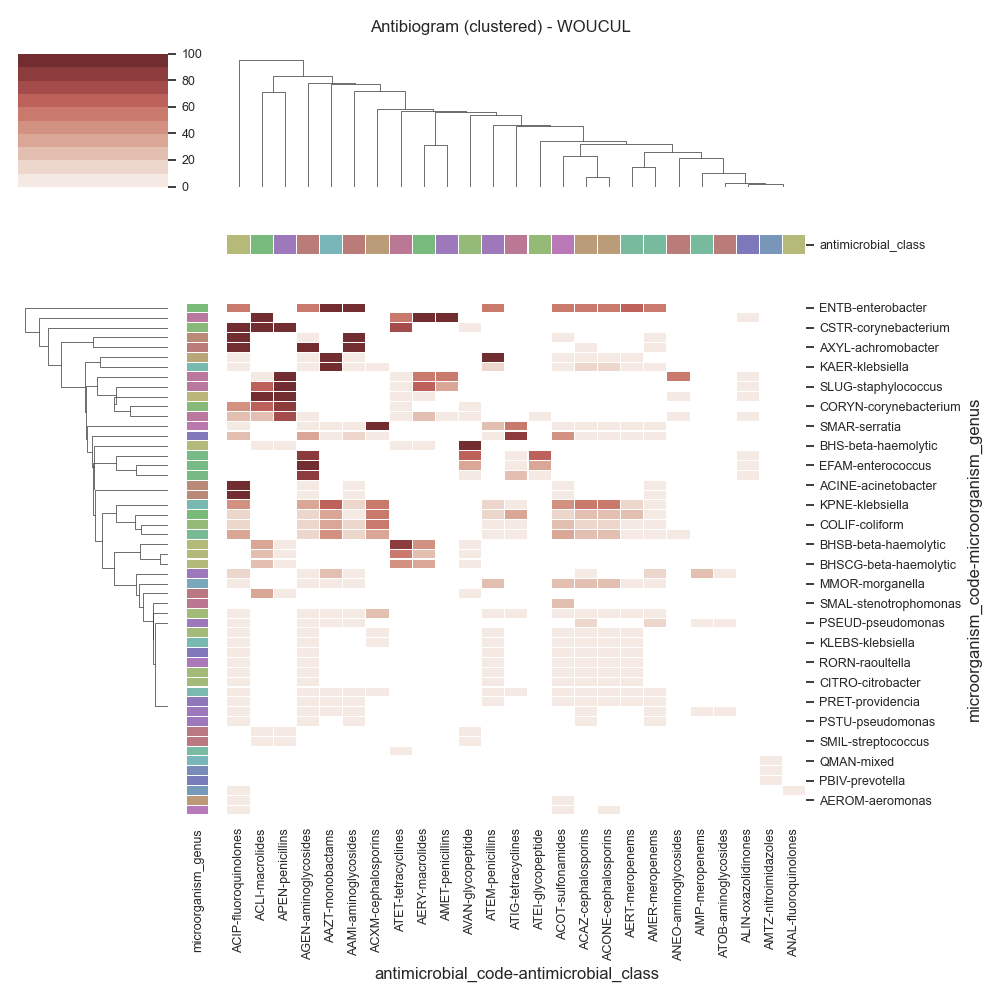 Antibiogram (clustered) - WOUCUL
100
80
60
40
20
0
antimicrobial_class
ENTB-enterobacter
CSTR-corynebacterium
AXYL-achromobacter
KAER-klebsiella
SLUG-staphylococcus
CORYN-corynebacterium
SMAR-serratia
BHS-beta-haemolytic
EFAM-enterococcus
ACINE-acinetobacter
KPNE-klebsiella
COLIF-coliform
BHSB-beta-haemolytic
BHSCG-beta-haemolytic
MMOR-morganella
SMAL-stenotrophomonas
PSEUD-pseudomonas
KLEBS-klebsiella
RORN-raoultella
CITRO-citrobacter
PRET-providencia
PSTU-pseudomonas
SMIL-streptococcus
QMAN-mixed
PBIV-prevotella
AEROM-aeromonas
microorganism_code-microorganism_genus
microorganism_genus
ACIP-fluoroquinolones
ACLI-macrolides
APEN-penicillins
AGEN-aminoglycosides
AAZT-monobactams
AAMI-aminoglycosides
ACXM-cephalosporins
ATET-tetracyclines
AERY-macrolides
AMET-penicillins
AVAN-glycopeptide
ATEM-penicillins
ATIG-tetracyclines
ATEI-glycopeptide
ACOT-sulfonamides
ACAZ-cephalosporins
ACONE-cephalosporins
AERT-meropenems
AMER-meropenems
ANEO-aminoglycosides
AIMP-meropenems
ATOB-aminoglycosides
ALIN-oxazolidinones
AMTZ-nitroimidazoles
ANAL-fluoroquinolones
antimicrobial_code-antimicrobial_class